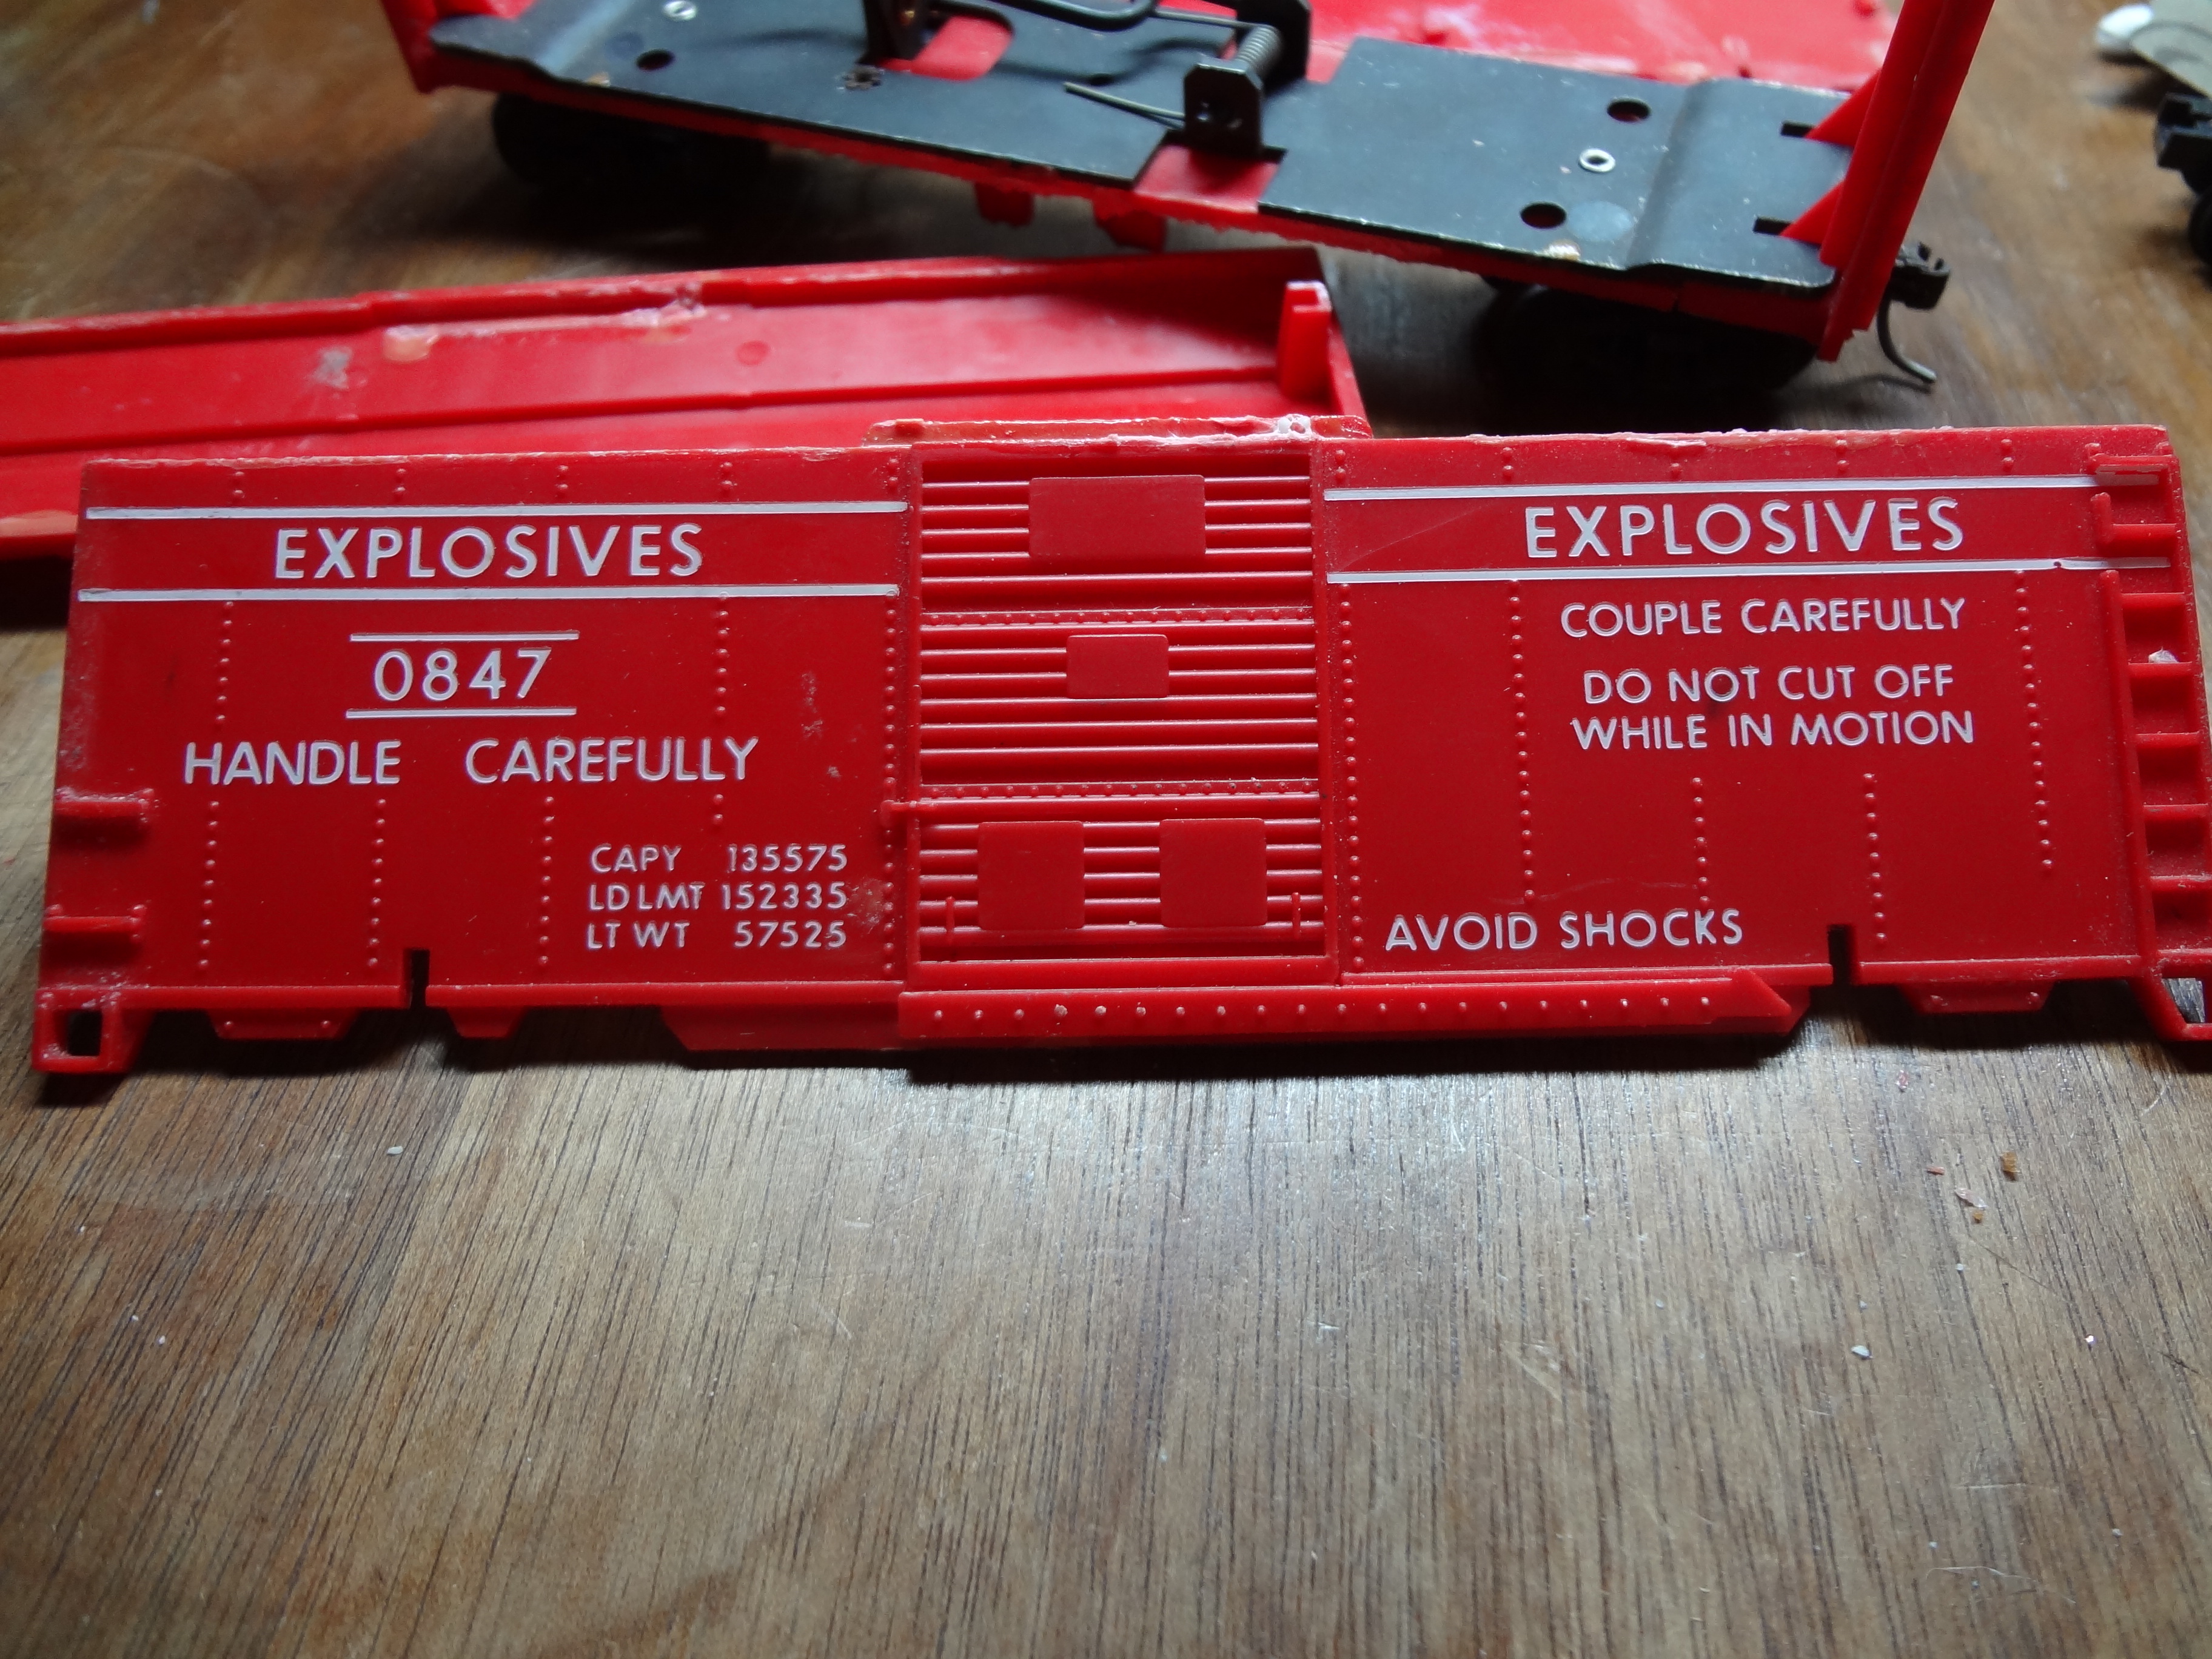 EXPLOSIVES
0847
HANDLE CAREFULLY
CAPY 135575
LD LMT 152335
LT WT 57525
EXPLOSIVES
COUPLE CAREFULLY
DO NOT CUT OFF
WHILE IN MOTION
AVOID SHOCKS